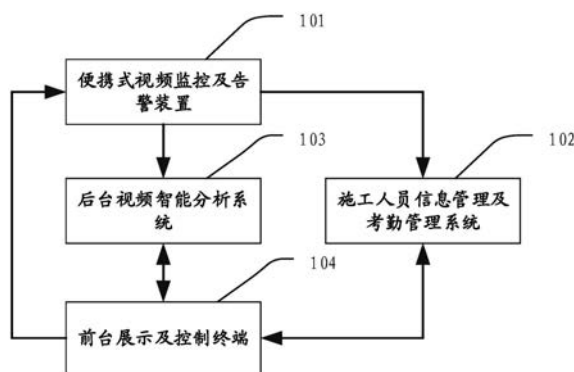 101
便携式视频监控及告
警装置
103
102
后台视频智能分析系
统
施工人员信息管理及
考勤管理系统
104
前台展示及控制终端